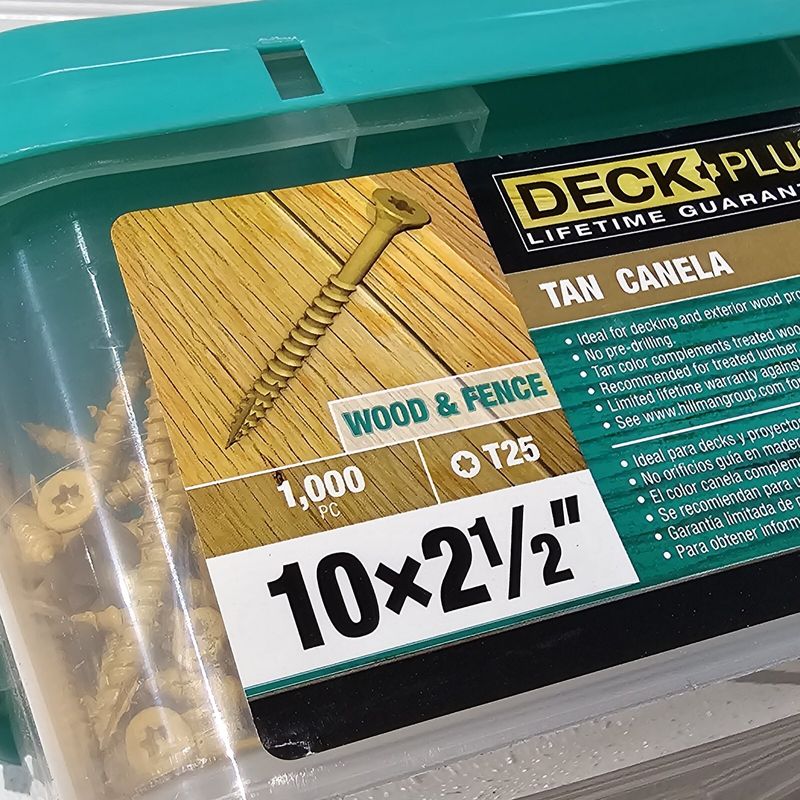 DECK PLUS
LIFETIME GUARANT
TAN CANELA
• Ideal for decking and exterior wood
• No pre-drilling.
• Tan color complements treated
• Recommended for treated lumber
• Limited lifetime warranty against
• See www.hillmangroup.com
• Ideal para decks y
• No orificios guía en
• El color canela
• Se recomiendan para
• Garantía limitada de
• Para obtener
WOOD & FENCE
1,000
PC
T25
10×2½"